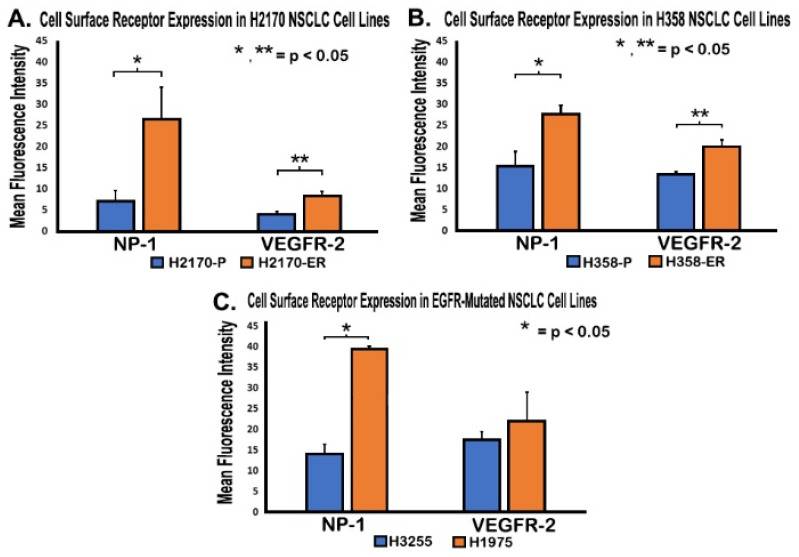 A. Cell Surface Receptor Expression in H2170 NSCLC Cell Lines
Mean Fluorescence Intensity
45
40
35
30
25
20
15
10
5
0
*
**
*, ** = p < 0.05
NP-1
VEGFR-2
H2170-P
H2170-ER
B. Cell Surface Receptor Expression in H358 NSCLC Cell Lines
Mean Fluorescence Intensity
45
40
35
30
25
20
15
10
5
0
*
**
*, ** = p < 0.05
NP-1
VEGFR-2
H358-P
H358-ER
C. Cell Surface Receptor Expression in EGFR-Mutated NSCLC Cell Lines
Mean Fluorescence Intensity
45
40
35
30
25
20
15
10
5
0
*
* = p < 0.05
NP-1
VEGFR-2
H3255
H1975